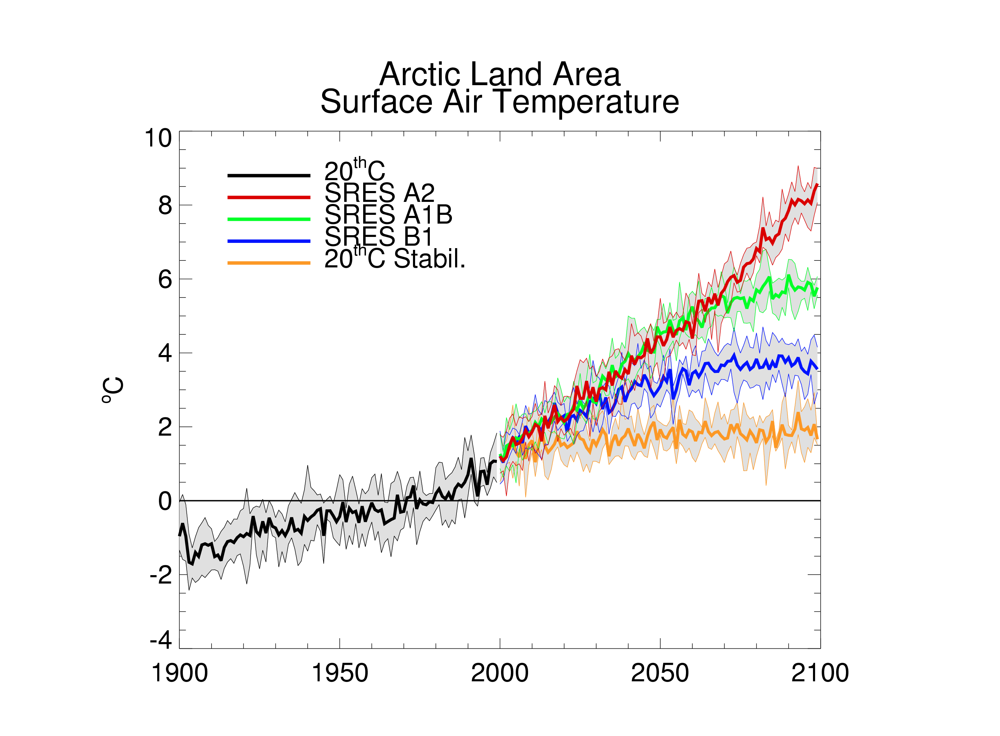 Arctic Land Area
Surface Air Temperature
10
8
6
4
2
0
-2
-4
ºC
20thC
SRES A2
SRES A1B
SRES B1
20thC Stabil.
1900 1950 2000 2050 2100